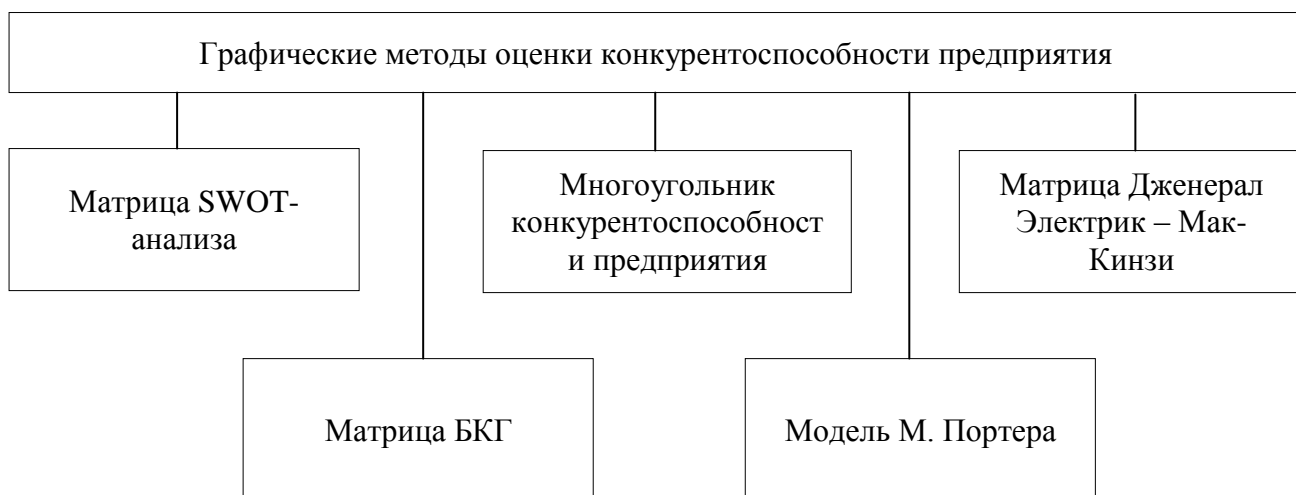 Графические методы оценки конкурентоспособности предприятия
Матрица SWOT-
анализа
Многоугольник
конкурентоспособност
и предприятия
Матрица Дженерал
Электрик – Мак-
Кинзи
Матрица БКГ
Модель М. Портера